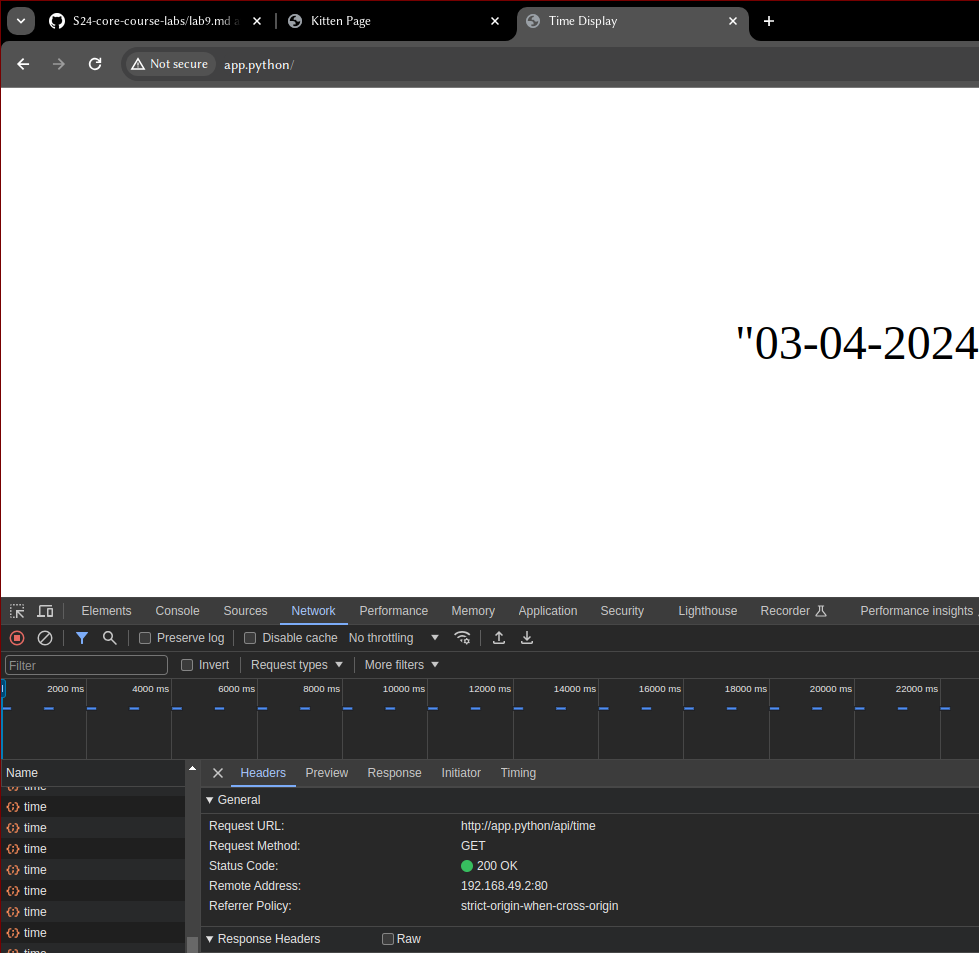 S24-core-course-labs/lab9.md a
Kitten Page
Time Display
Not secure
app.python/
"03-04-2024
Elements Console Sources Network Performance Memory Application Security Lighthouse Recorder Performance insights
Preserve log Disable cache No throttling
Filter Invert Request types More filters
2000 ms 4000 ms 6000 ms 8000 ms 10000 ms 12000 ms 14000 ms 16000 ms 18000 ms 20000 ms 22000 ms
Name
Headers Preview Response Initiator Timing
time
General
time
Request URL: http://app.python/api/time
time
Request Method: GET
time
Status Code: 200 OK
time
Remote Address: 192.168.49.2:80
time
Referrer Policy: strict-origin-when-cross-origin
time
time
Response Headers Raw
time